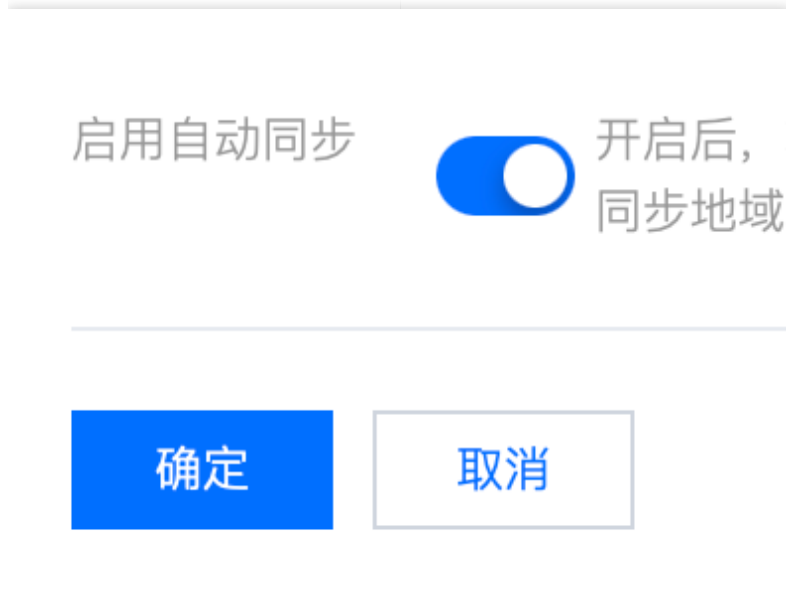 启用自动同步
开启后，
同步地域
确定
取消